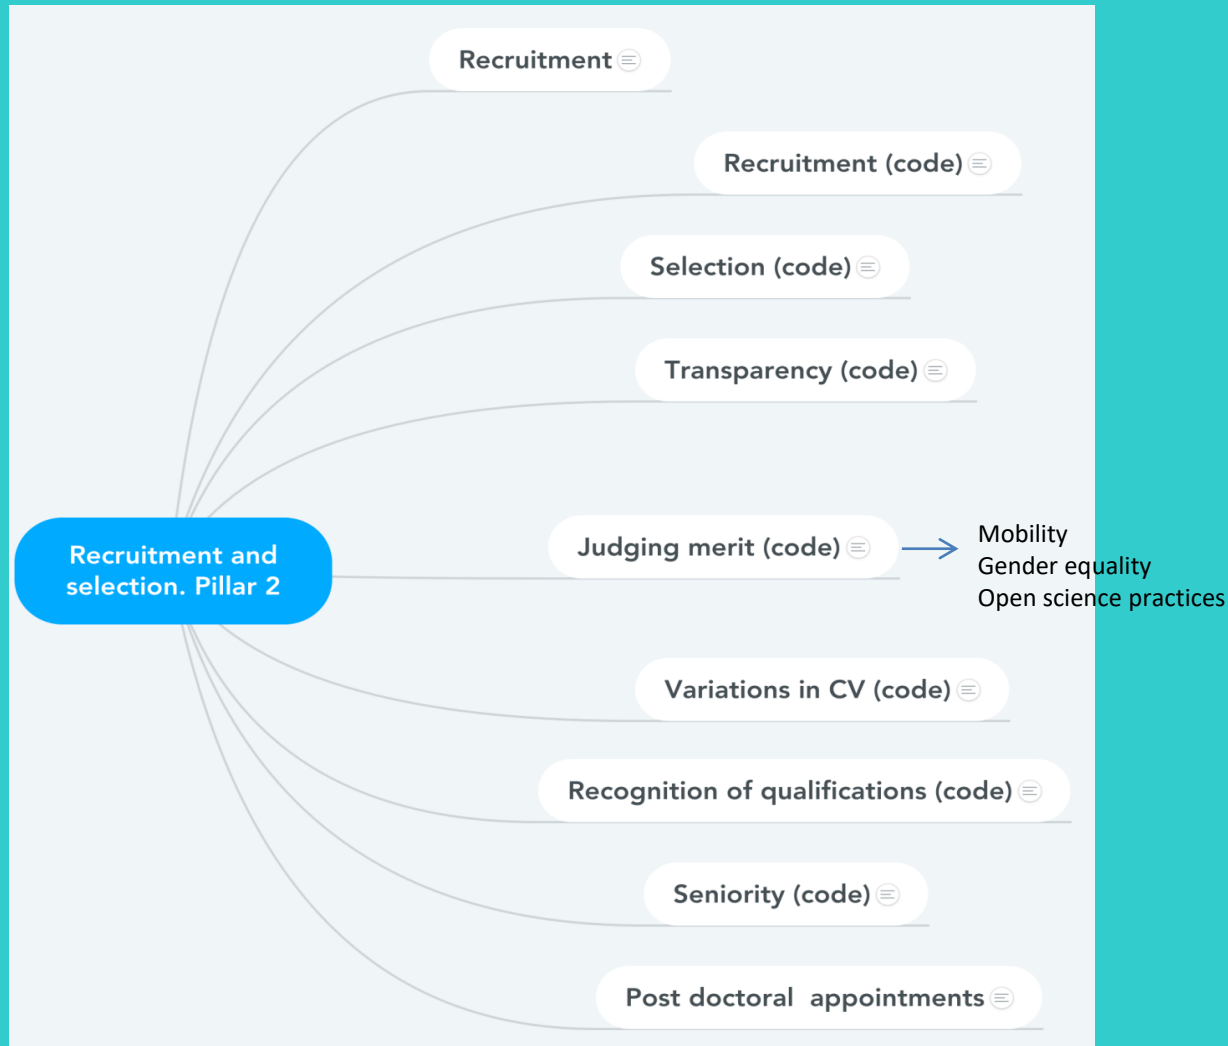 Recruitment
Recruitment (code)
Selection (code)
Transparency (code)
Recruitment and
selection. Pillar 2
Judging merit (code)
Mobility
Gender equality
Open science practices
Variations in CV (code)
Recognition of qualifications (code)
Seniority (code)
Post doctoral  appointments